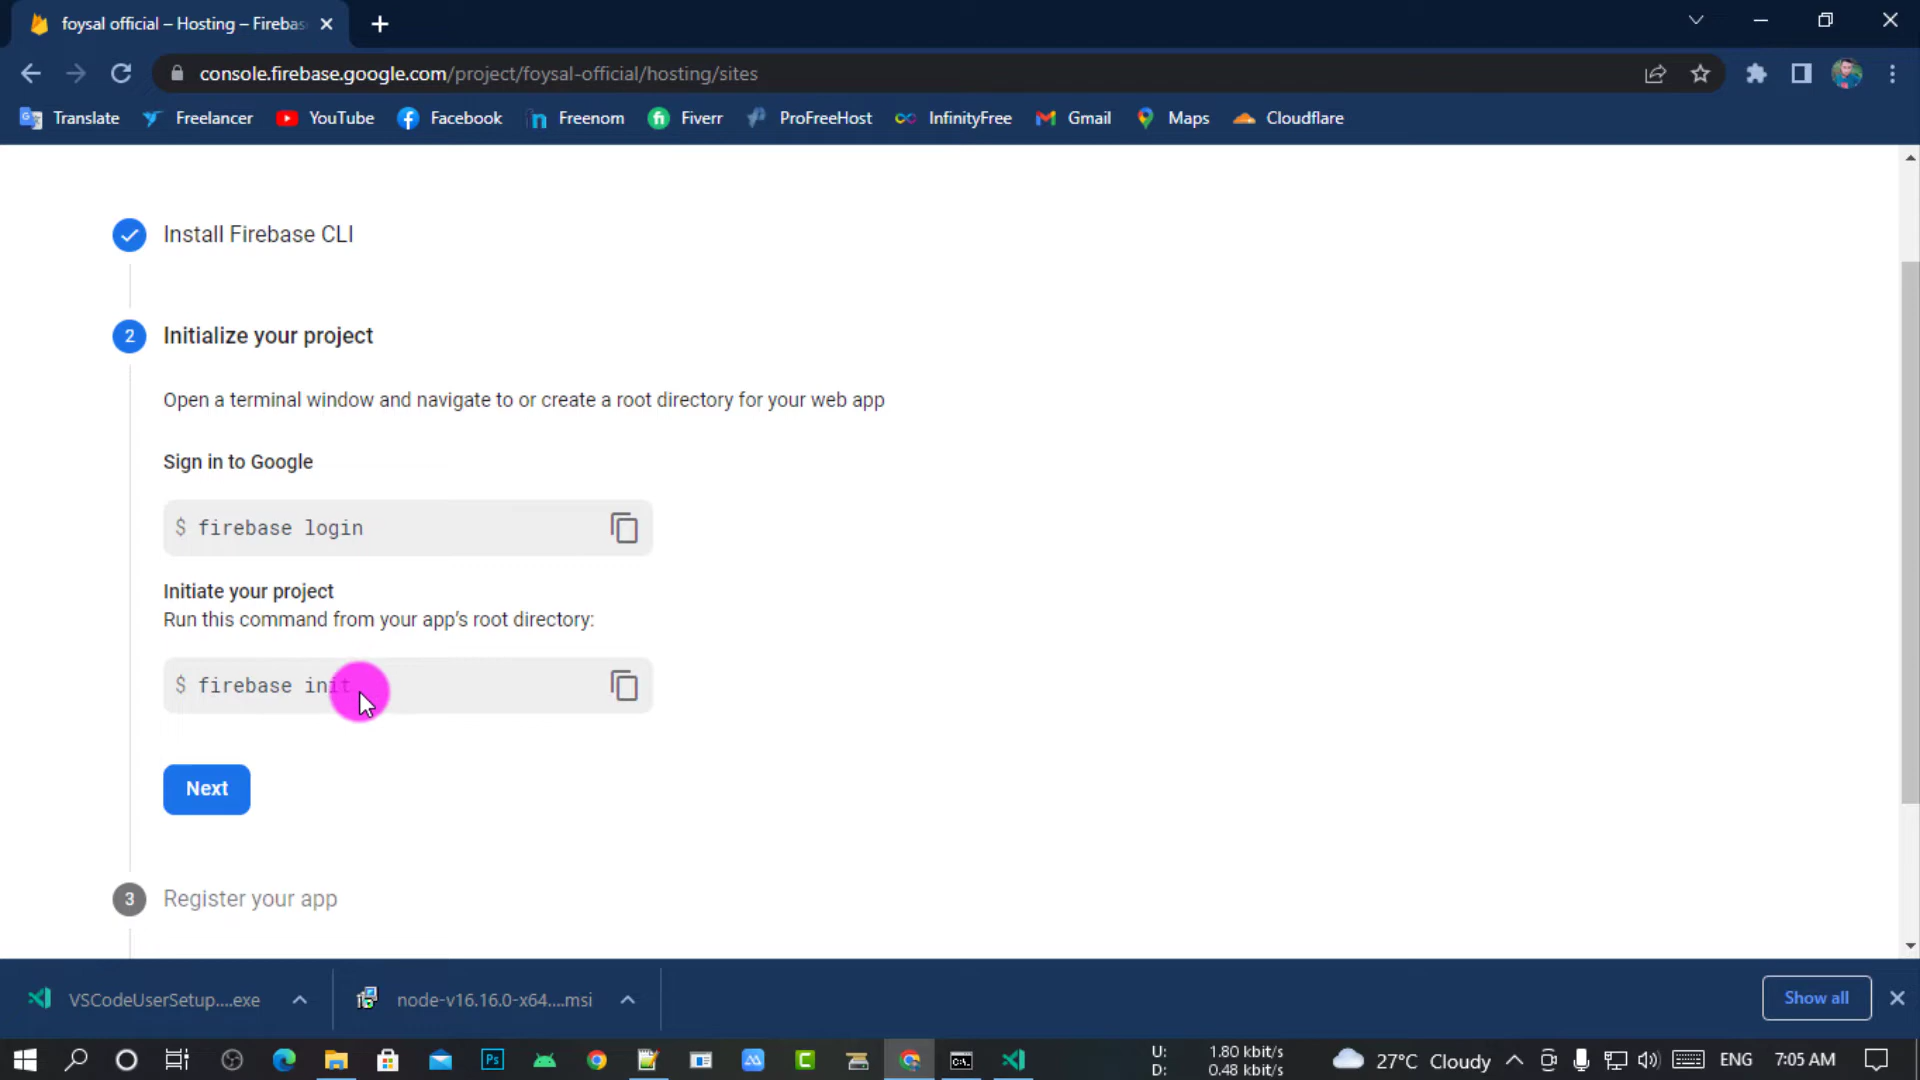 foysal official – Hosting – Firebas
console.firebase.google.com/project/foysal-official/hosting/sites
Translate Freelancer YouTube Facebook Freenom Fiverr ProFreeHost InfinityFree Gmail Maps Cloudflare
Install Firebase CLI
2 Initialize your project
Open a terminal window and navigate to or create a root directory for your web app
Sign in to Google
$ firebase login
Initiate your project
Run this command from your app's root directory:
$ firebase init
Next
3 Register your app
VSCodeUserSetup....exe node-v16.16.0-x64....msi Show all
U: 1.80 kbit/s
D: 0.48 kbit/s
27°C Cloudy ENG 7:05 AM